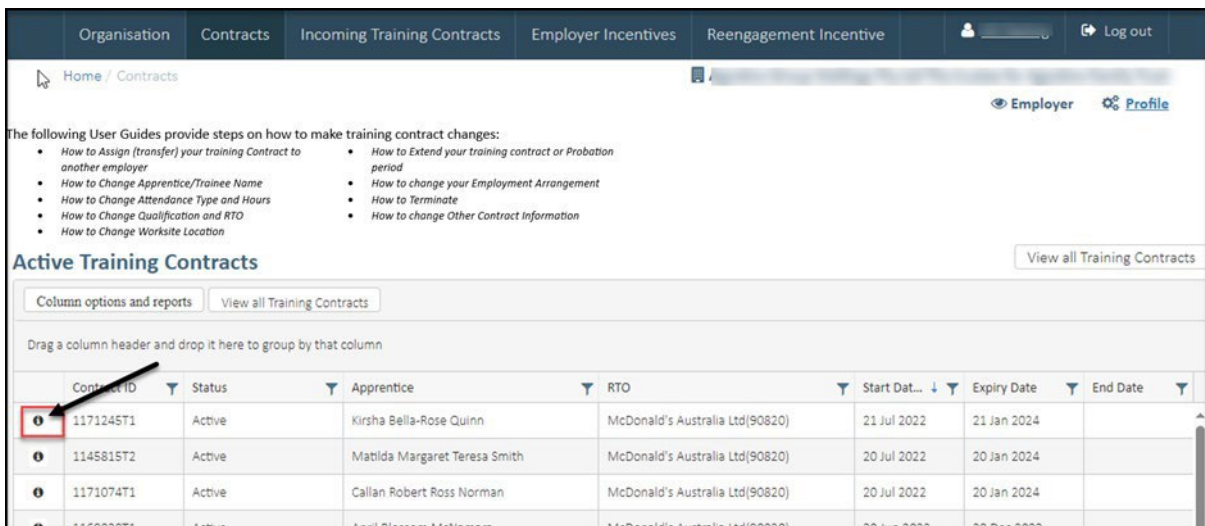 Organisation Contracts Incoming Training Contracts Employer Incentives Reengagement Incentive Log out
Home / Contracts
Employer Profile
The following User Guides provide steps on how to make training contract changes:
• How to Assign (transfer) your training Contract to another employer
• How to Change Apprentice/Trainee Name
• How to Change Attendance Type and Hours
• How to Change Qualification and RTO
• How to Change Worksite Location
• How to Extend your training contract or Probation period
• How to change your Employment Arrangement
• How to Terminate
• How to change Other Contract Information
Active Training Contracts
View all Training Contracts
Column options and reports View all Training Contracts
Drag a column header and drop it here to group by that column
Contract ID Status Apprentice RTO Start Dat... ↓ Expiry Date End Date
1171245T1 Active Kirsha Bella-Rose Quinn McDonald's Australia Ltd(90820) 21 Jul 2022 21 Jan 2024
1145815T2 Active Matilda Margaret Teresa Smith McDonald's Australia Ltd(90820) 20 Jul 2022 20 Jan 2024
1171074T1 Active Callan Robert Ross Norman McDonald's Australia Ltd(90820) 20 Jul 2022 20 Jan 2024